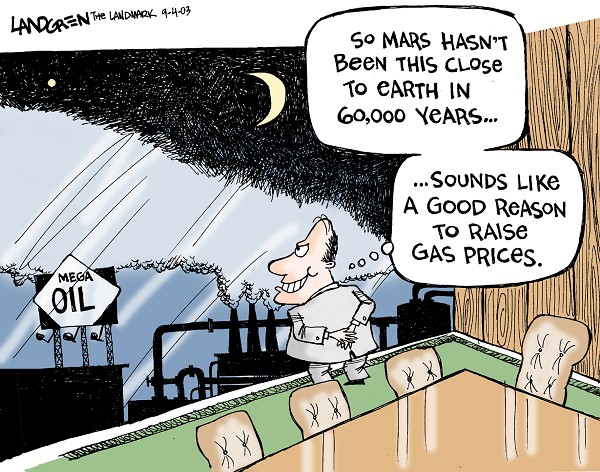 LANDGREN THE LANDMARK 9-4-03
SO MARS HASN'T
BEEN THIS CLOSE
TO EARTH IN
60,000 YEARS...
...SOUNDS LIKE
A GOOD REASON
TO RAISE
GAS PRICES.
MEGA
OIL